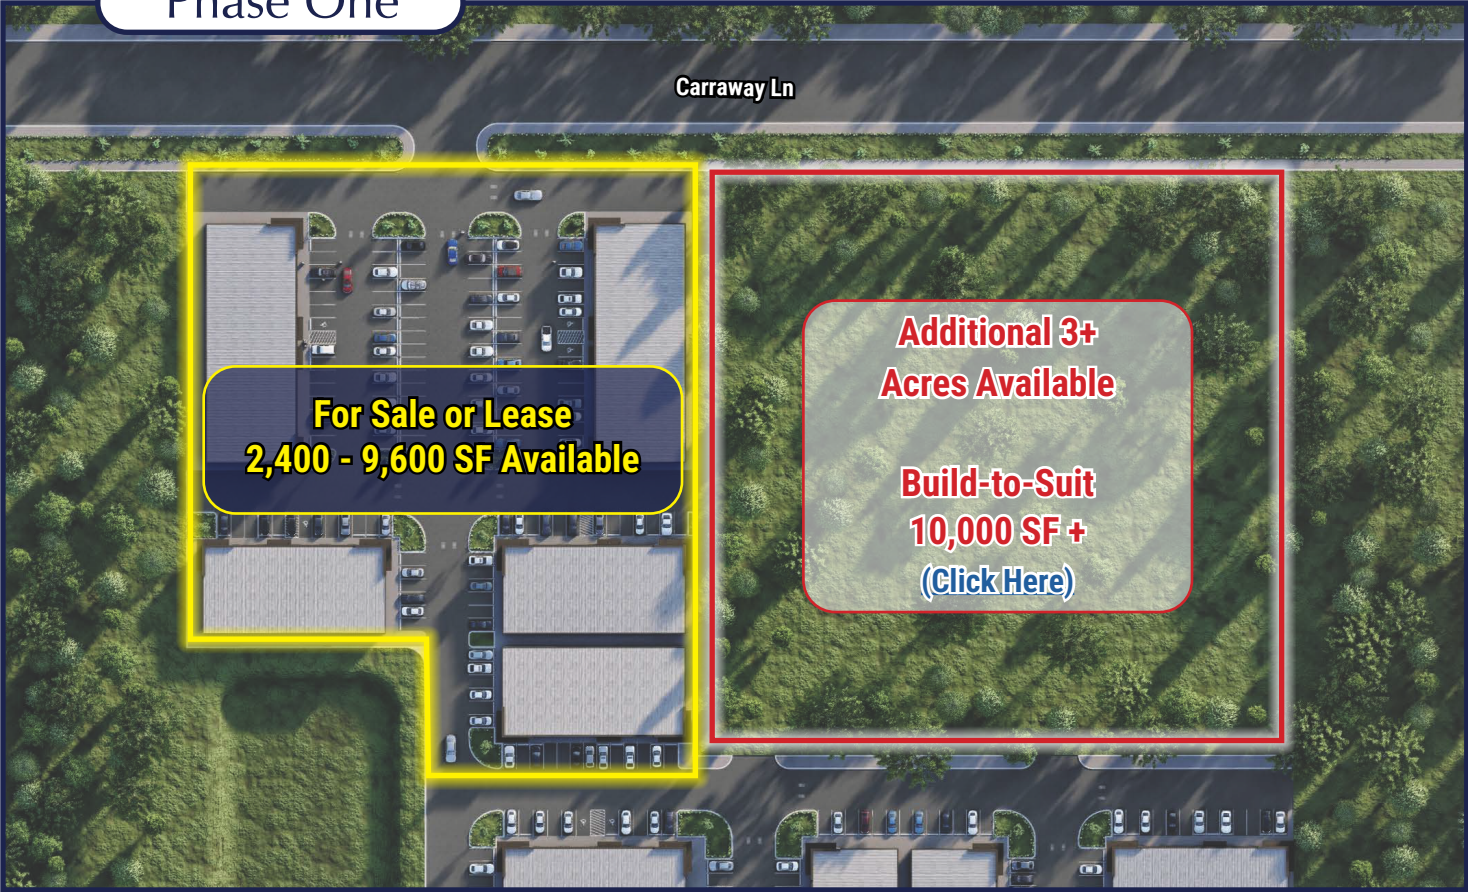 Phase One
Carraway Ln
For Sale or Lease
2,400 - 9,600 SF Available
Additional 3+
Acres Available
Build-to-Suit
10,000 SF +
(Click Here)